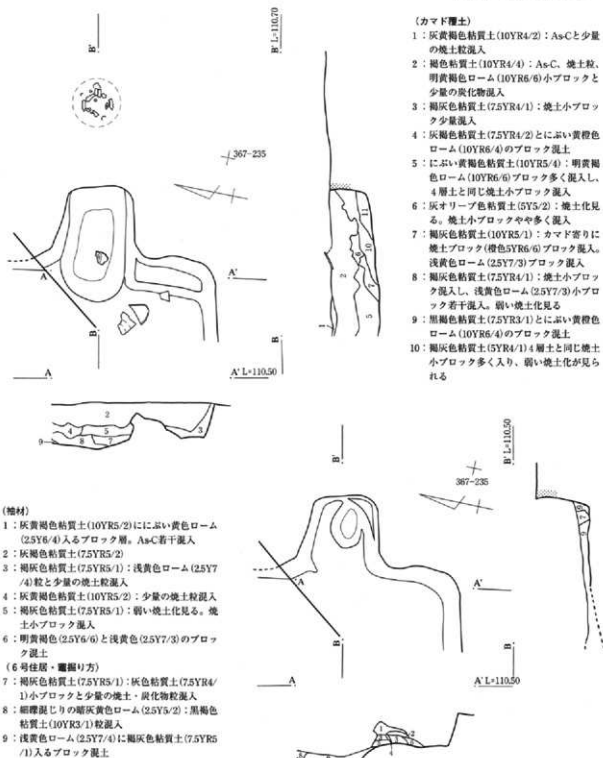 (カマド覆土)
1：灰黄褐色粘質土(10YR4/2)：As-Cと少量
の焼土粒混入
2：褐色粘質土(10YR4/4)：As-C、焼土粒、
明黄褐色ローム(10YR6/6)小ブロックと
少量の炭化物混入
3：褐灰色粘質土(7.5YR4/1)：焼土小ブロッ
ク少量混入
4：灰褐色粘質土(7.5YR4/2)とにぶい黄橙色
ローム(10YR6/4)のブロック混土
5：にぶい黄褐色粘質土(10YR5/4)：明黄褐
色ローム(10YR6/6)ブロック多く混入し、
4層土と同じ焼土小ブロック混入
6：灰オリーブ色粘質土(5Y5/2)：焼土化見
る。焼土小ブロックやや多く混入
7：褐灰色粘質土(10YR5/1)：カマド寄りに
焼土ブロック(橙色5YR6/6)ブロック混入。
浅黄色ローム(2.5Y7/3)ブロック混入
8：褐灰色粘質土(7.5YR4/1)：焼土小ブロッ
ク混入し、浅黄色ローム(2.5Y7/3)小ブロ
ック若干混入。弱い焼土化見る
9：黒褐色粘質土(7.5YR3/1)とにぶい黄橙色
ローム(10YR6/4)のブロック混土
10：褐灰色粘質土(5YR4/1)4層土と同じ焼土
小ブロック多く入り、弱い焼土化が見ら
れる
B'
B' L=110.70
367-235
A
A'
B
B
A
A' L=110.50
1
2
6
11
10
7
5
2
4
5
9
8
7
3
(袖材)
1：灰黄褐色粘質土(10YR5/2)ににぶい黄色ローム
(2.5Y6/4)入るブロック層。As-C若干混入
2：灰褐色粘質土(7.5YR5/2)
3：褐灰色粘質土(7.5YR5/1)：浅黄色ローム(2.5Y7
/4)粒と少量の焼土粒混入
4：灰黄褐色粘質土(10YR5/2)：少量の焼土粒混入
5：褐灰色粘質土(7.5YR5/1)：弱い焼土化見る。焼
土小ブロック混入
6：明黄褐色(2.5Y6/6)と浅黄色(2.5Y7/3)のブロッ
ク混土
(6号住居・竈掘り方)
7：褐灰色粘質土(7.5YR5/1)：灰色粘質土(7.5YR4/
1)小ブロックと少量の焼土・炭化物粒混入
8：細礫混じりの暗灰黄色ローム(2.5Y5/2)：黒褐色
粘質土(10YR3/1)粒混入
9：浅黄色ローム(2.5Y7/4)に褐灰色粘質土(7.5YR5
/1)入るブロック混土
B'
B' L=110.50
367-235
A
A'
B
B
A
A' L=110.50
7
9
1
2
4